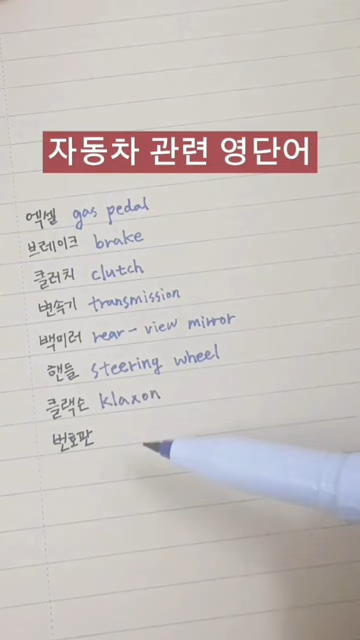 자동차 관련 영단어
엑셀 gas pedal
브레이크 brake
클러치 clutch
변속기 transmission
백미러 rear-view mirror
핸들 steering wheel
클랙슨 klaxon
번호판